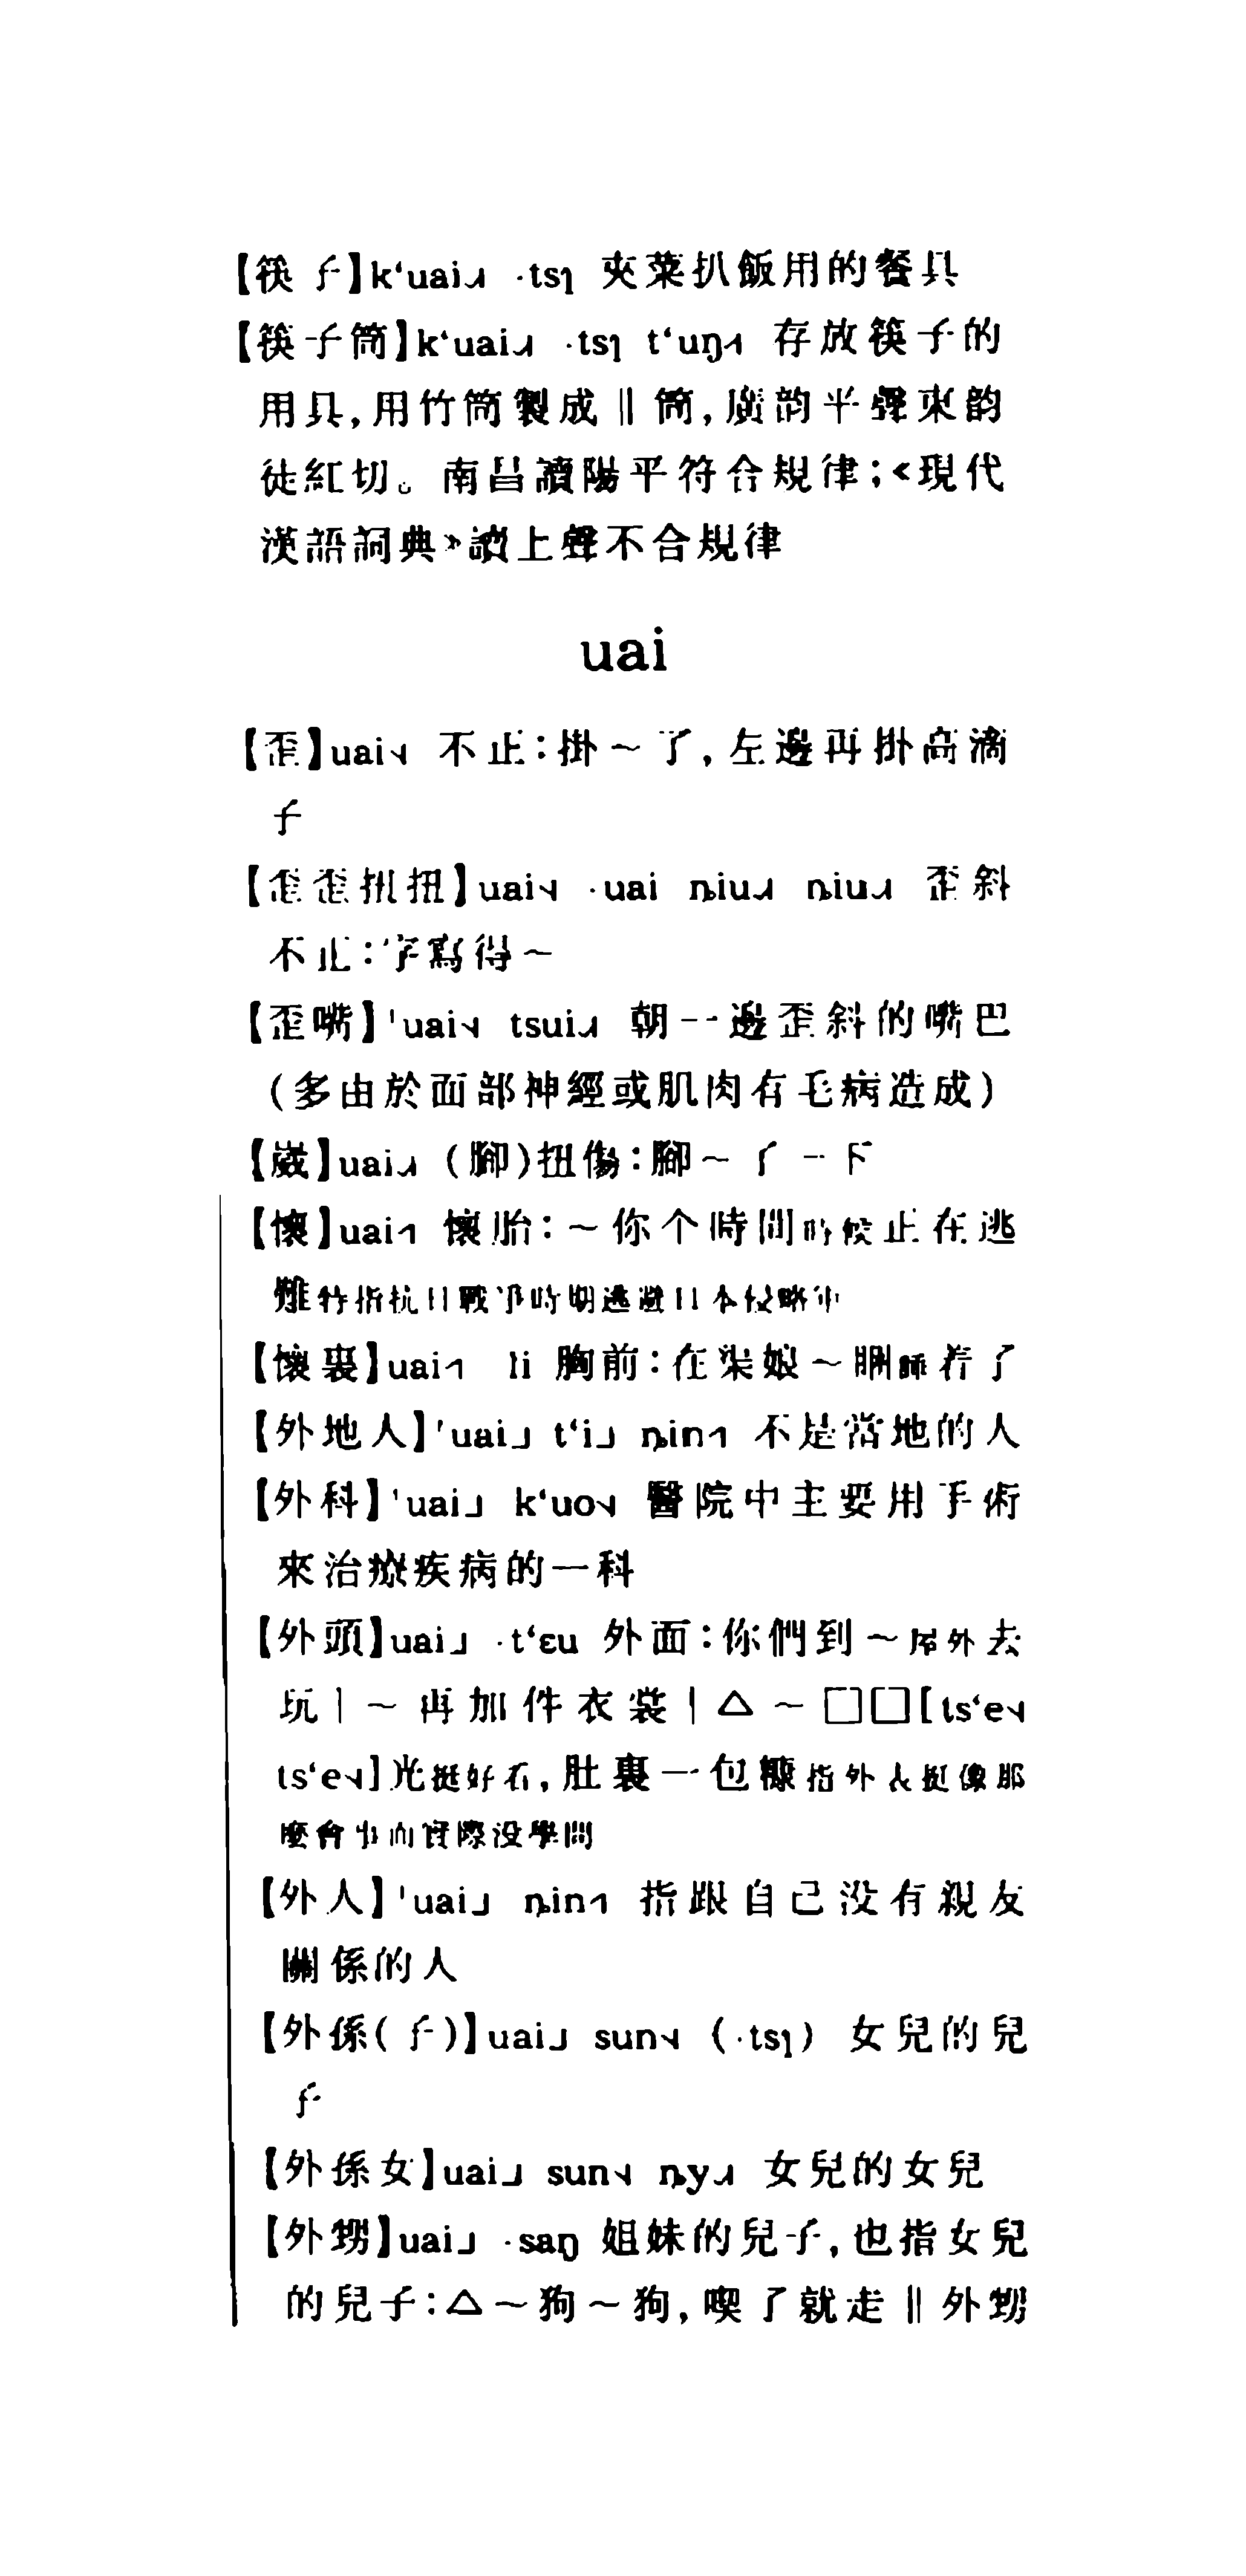 【筷子】k‘uai˨˩˧ ·tsɿ 夾菜扒飯用的餐具
【筷子筒】k‘uai˨˩˧ ·tsɿ t‘uŋ˧˥ 存放筷子的
用具,用竹筒製成‖筒,廣韵平聲東韵
徒紅切。南昌讀陽平符合規律;《現代
漢語詞典》讀上聲不合規律
uai
【歪】uai˦˨ 不正:掛～了,左邊再掛高滴
子
【歪歪扭扭】uai˦˨ ·uai ȵiu˨˩˧ ȵiu˨˩˧ 歪斜
不正:字寫得～
【歪嘴】ˈuai˦˨ tsui˨˩˧ 朝一邊歪斜的嘴巴
(多由於面部神經或肌肉有毛病造成)
【崴】uai˨˩˧ (腳)扭傷:腳～了一下
【懷】uai˧˥ 懷胎:～你个時間時候正在逃
難特指抗日戰爭時期逃避日本侵略軍
【懷裏】uai˧˥ li 胸前:在渠娘～睏睡着了
【外地人】ˈuai˩ t‘i˩ ȵin˧˥ 不是當地的人
【外科】ˈuai˩ k‘uo˦˨ 醫院中主要用手術
來治療疾病的一科
【外頭】uai˩ ·t‘ɛu 外面:你們到～屋外去
玩｜～再加件衣裳｜△～□□[ts‘e˦˨
ts‘e˦˨]光挺好看,肚裏一包糠指外表挺像那
麼會事而實際没學問
【外人】ˈuai˩ ȵin˧˥ 指跟自己没有親友
關係的人
【外孫(子)】uai˩ sun˦˨ (·tsɿ) 女兒的兒
子
【外孫女】uai˩ sun˦˨ ȵy˨˩˧ 女兒的女兒
【外甥】uai˩ ·saŋ 姐妹的兒子,也指女兒
的兒子:△～狗～狗,喫了就走‖外甥